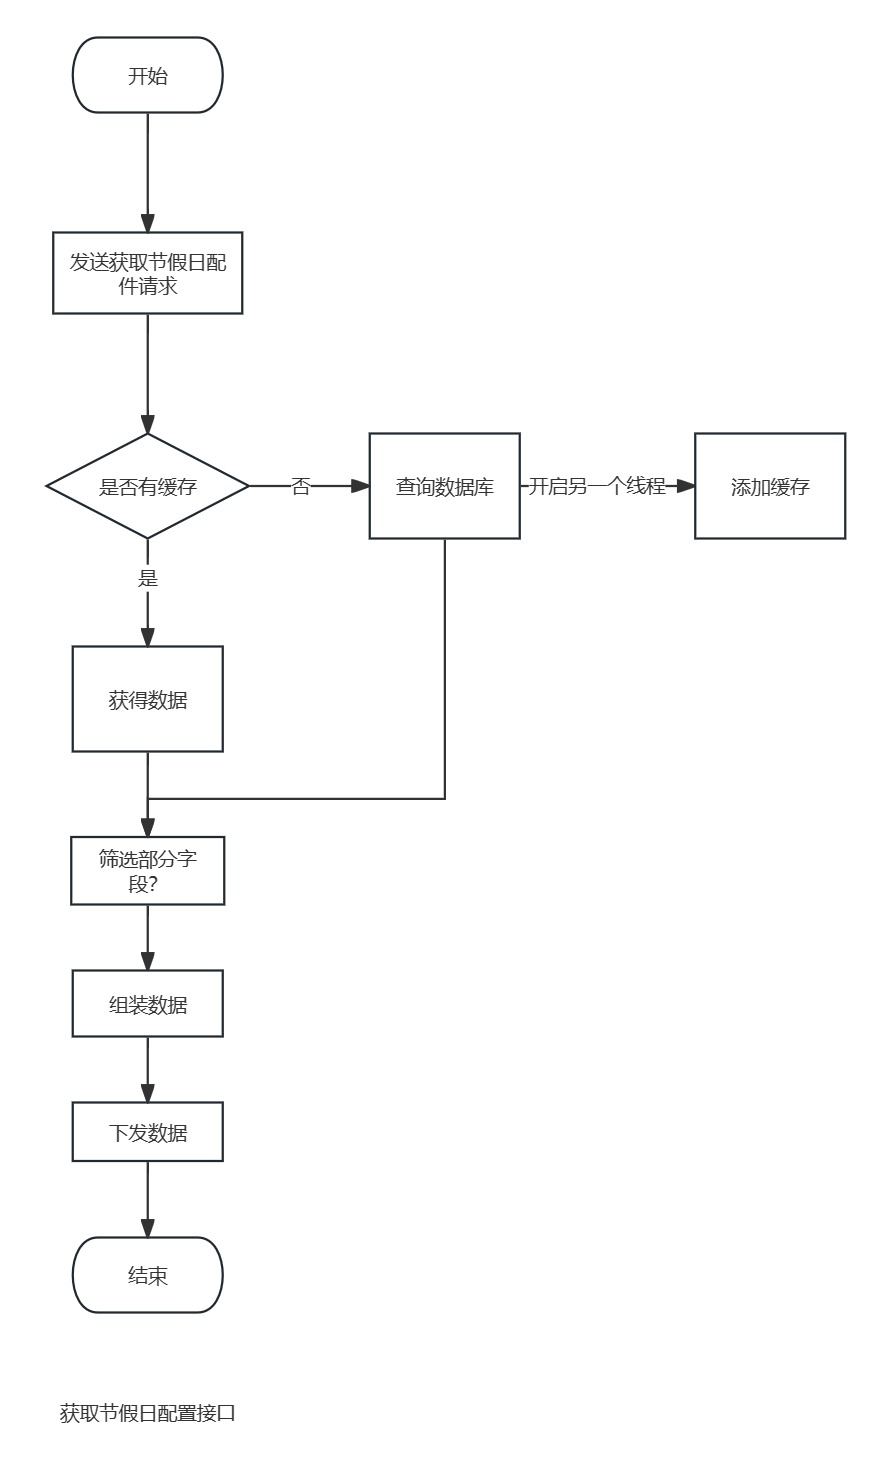 开始
发送获取节假日配
件请求
是否有缓存
否
查询数据库
开启另一个线程
添加缓存
是
获得数据
筛选部分字
段?
组装数据
下发数据
结束
获取节假日配置接口